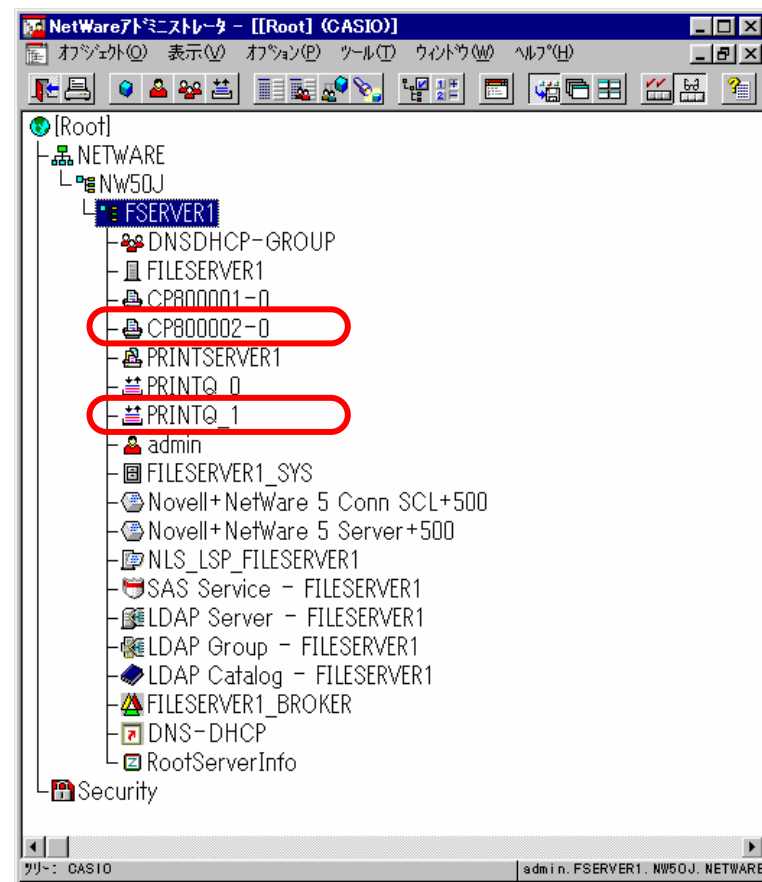 NetWareｱﾄﾞﾐﾆｽﾄﾚｰﾀ - [[Root] (CASIO)]
ｵﾌﾞｼﾞｪｸﾄ(O) 表示(V) ｵﾌﾟｼｮﾝ(P) ﾂｰﾙ(T) ｳｨﾝﾄﾞｳ(W) ﾍﾙﾌﾟ(H)
[Root]
NETWARE
NW50J
FSERVER1
DNSDHCP-GROUP
FILESERVER1
CP800001-0
CP800002-0
PRINTSERVER1
PRINTQ_0
PRINTQ_1
admin
FILESERVER1_SYS
Novell+NetWare 5 Conn SCL+500
Novell+NetWare 5 Server+500
NLS_LSP_FILESERVER1
SAS Service - FILESERVER1
LDAP Server - FILESERVER1
LDAP Group - FILESERVER1
LDAP Catalog - FILESERVER1
FILESERVER1_BROKER
DNS-DHCP
RootServerInfo
Security
ﾂﾘｰ: CASIO
admin.FSERVER1.NW50J.NETWARE